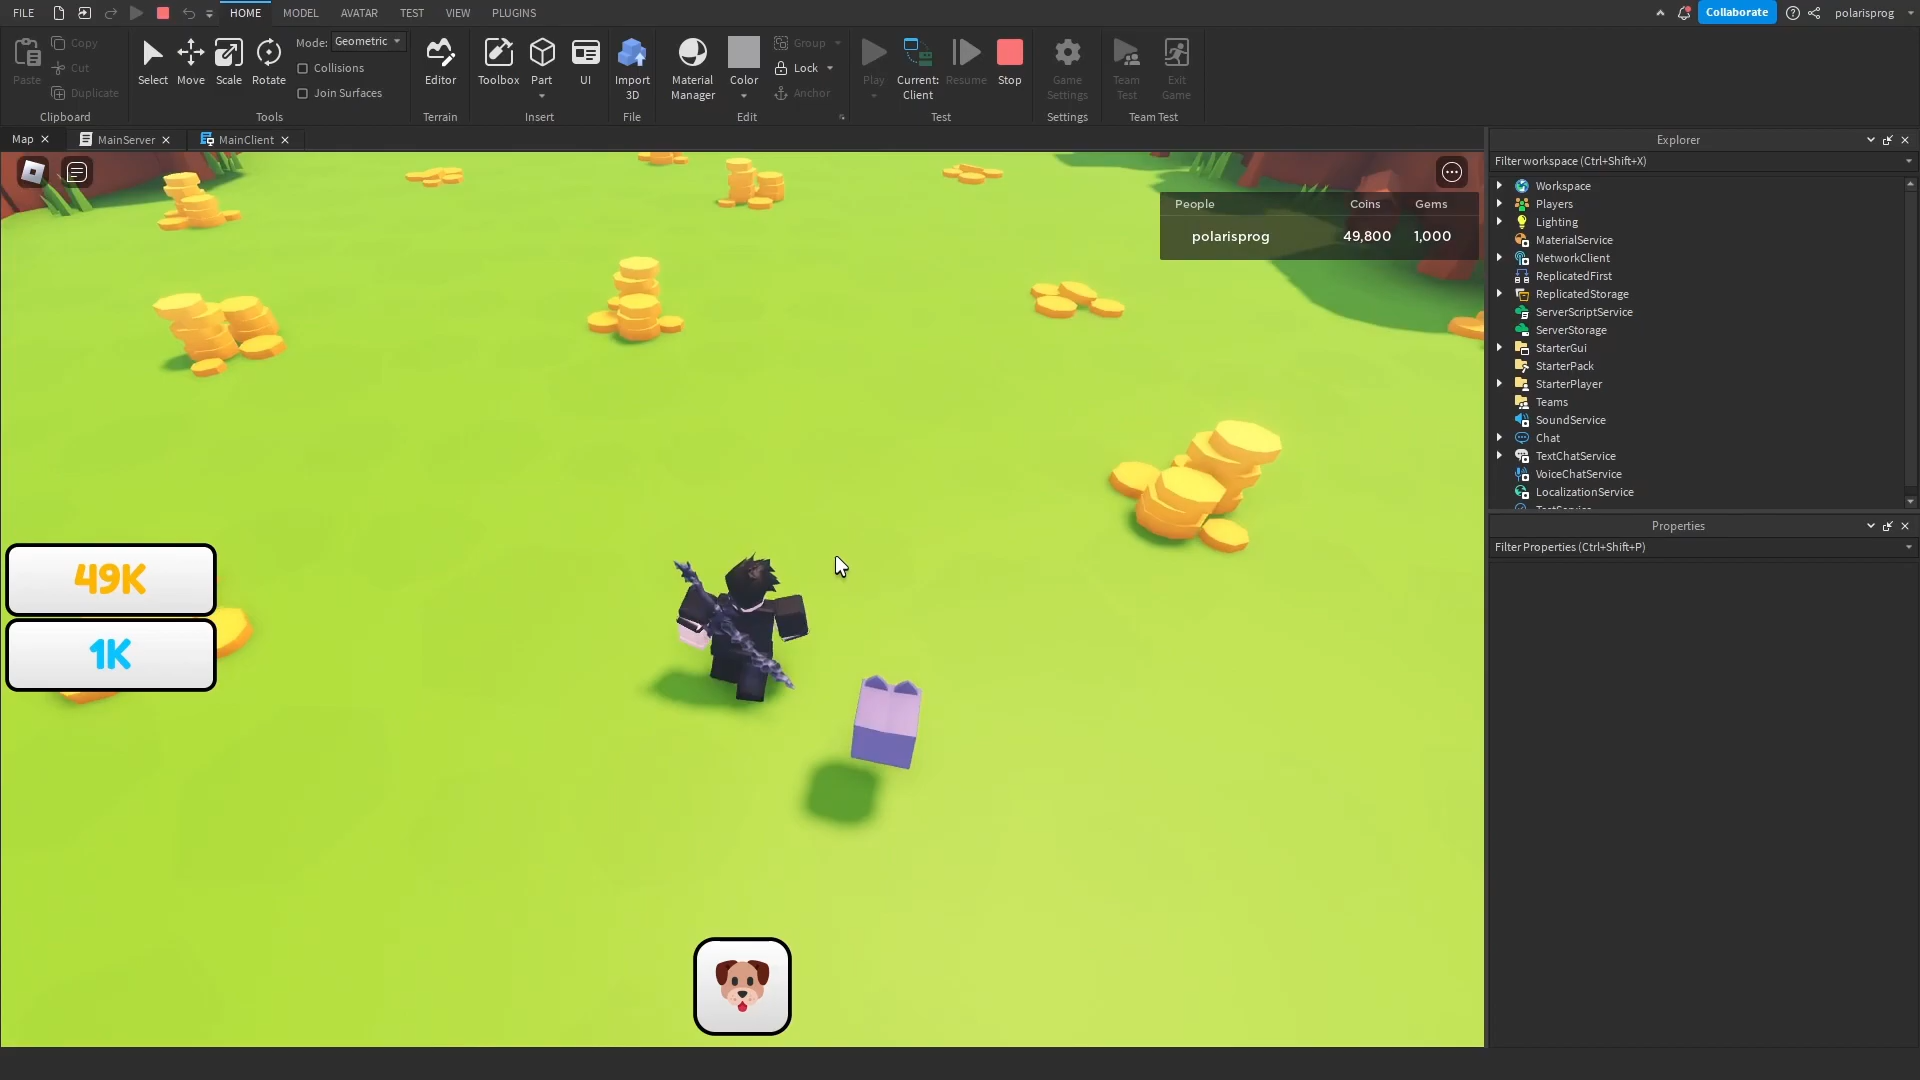 FILE
HOME
MODEL
AVATAR
TEST
VIEW
PLUGINS
Collaborate
polarisprog
Paste
Copy
Cut
Duplicate
Clipboard
Select
Move
Scale
Rotate
Mode: Geometric
Collisions
Join Surfaces
Tools
Editor
Terrain
Toolbox
Part
UI
Insert
Import
3D
File
Material
Manager
Color
Group
Lock
Anchor
Edit
Play
Current:
Client
Resume
Stop
Test
Game
Settings
Settings
Team
Test
Exit
Game
Team Test
Map
MainServer
MainClient
People Coins Gems
polarisprog 49,800 1,000
49K
1K
Explorer
Filter workspace (Ctrl+Shift+X)
Workspace
Players
Lighting
MaterialService
NetworkClient
ReplicatedFirst
ReplicatedStorage
ServerScriptService
ServerStorage
StarterGui
StarterPack
StarterPlayer
Teams
SoundService
Chat
TextChatService
VoiceChatService
LocalizationService
Properties
Filter Properties (Ctrl+Shift+P)